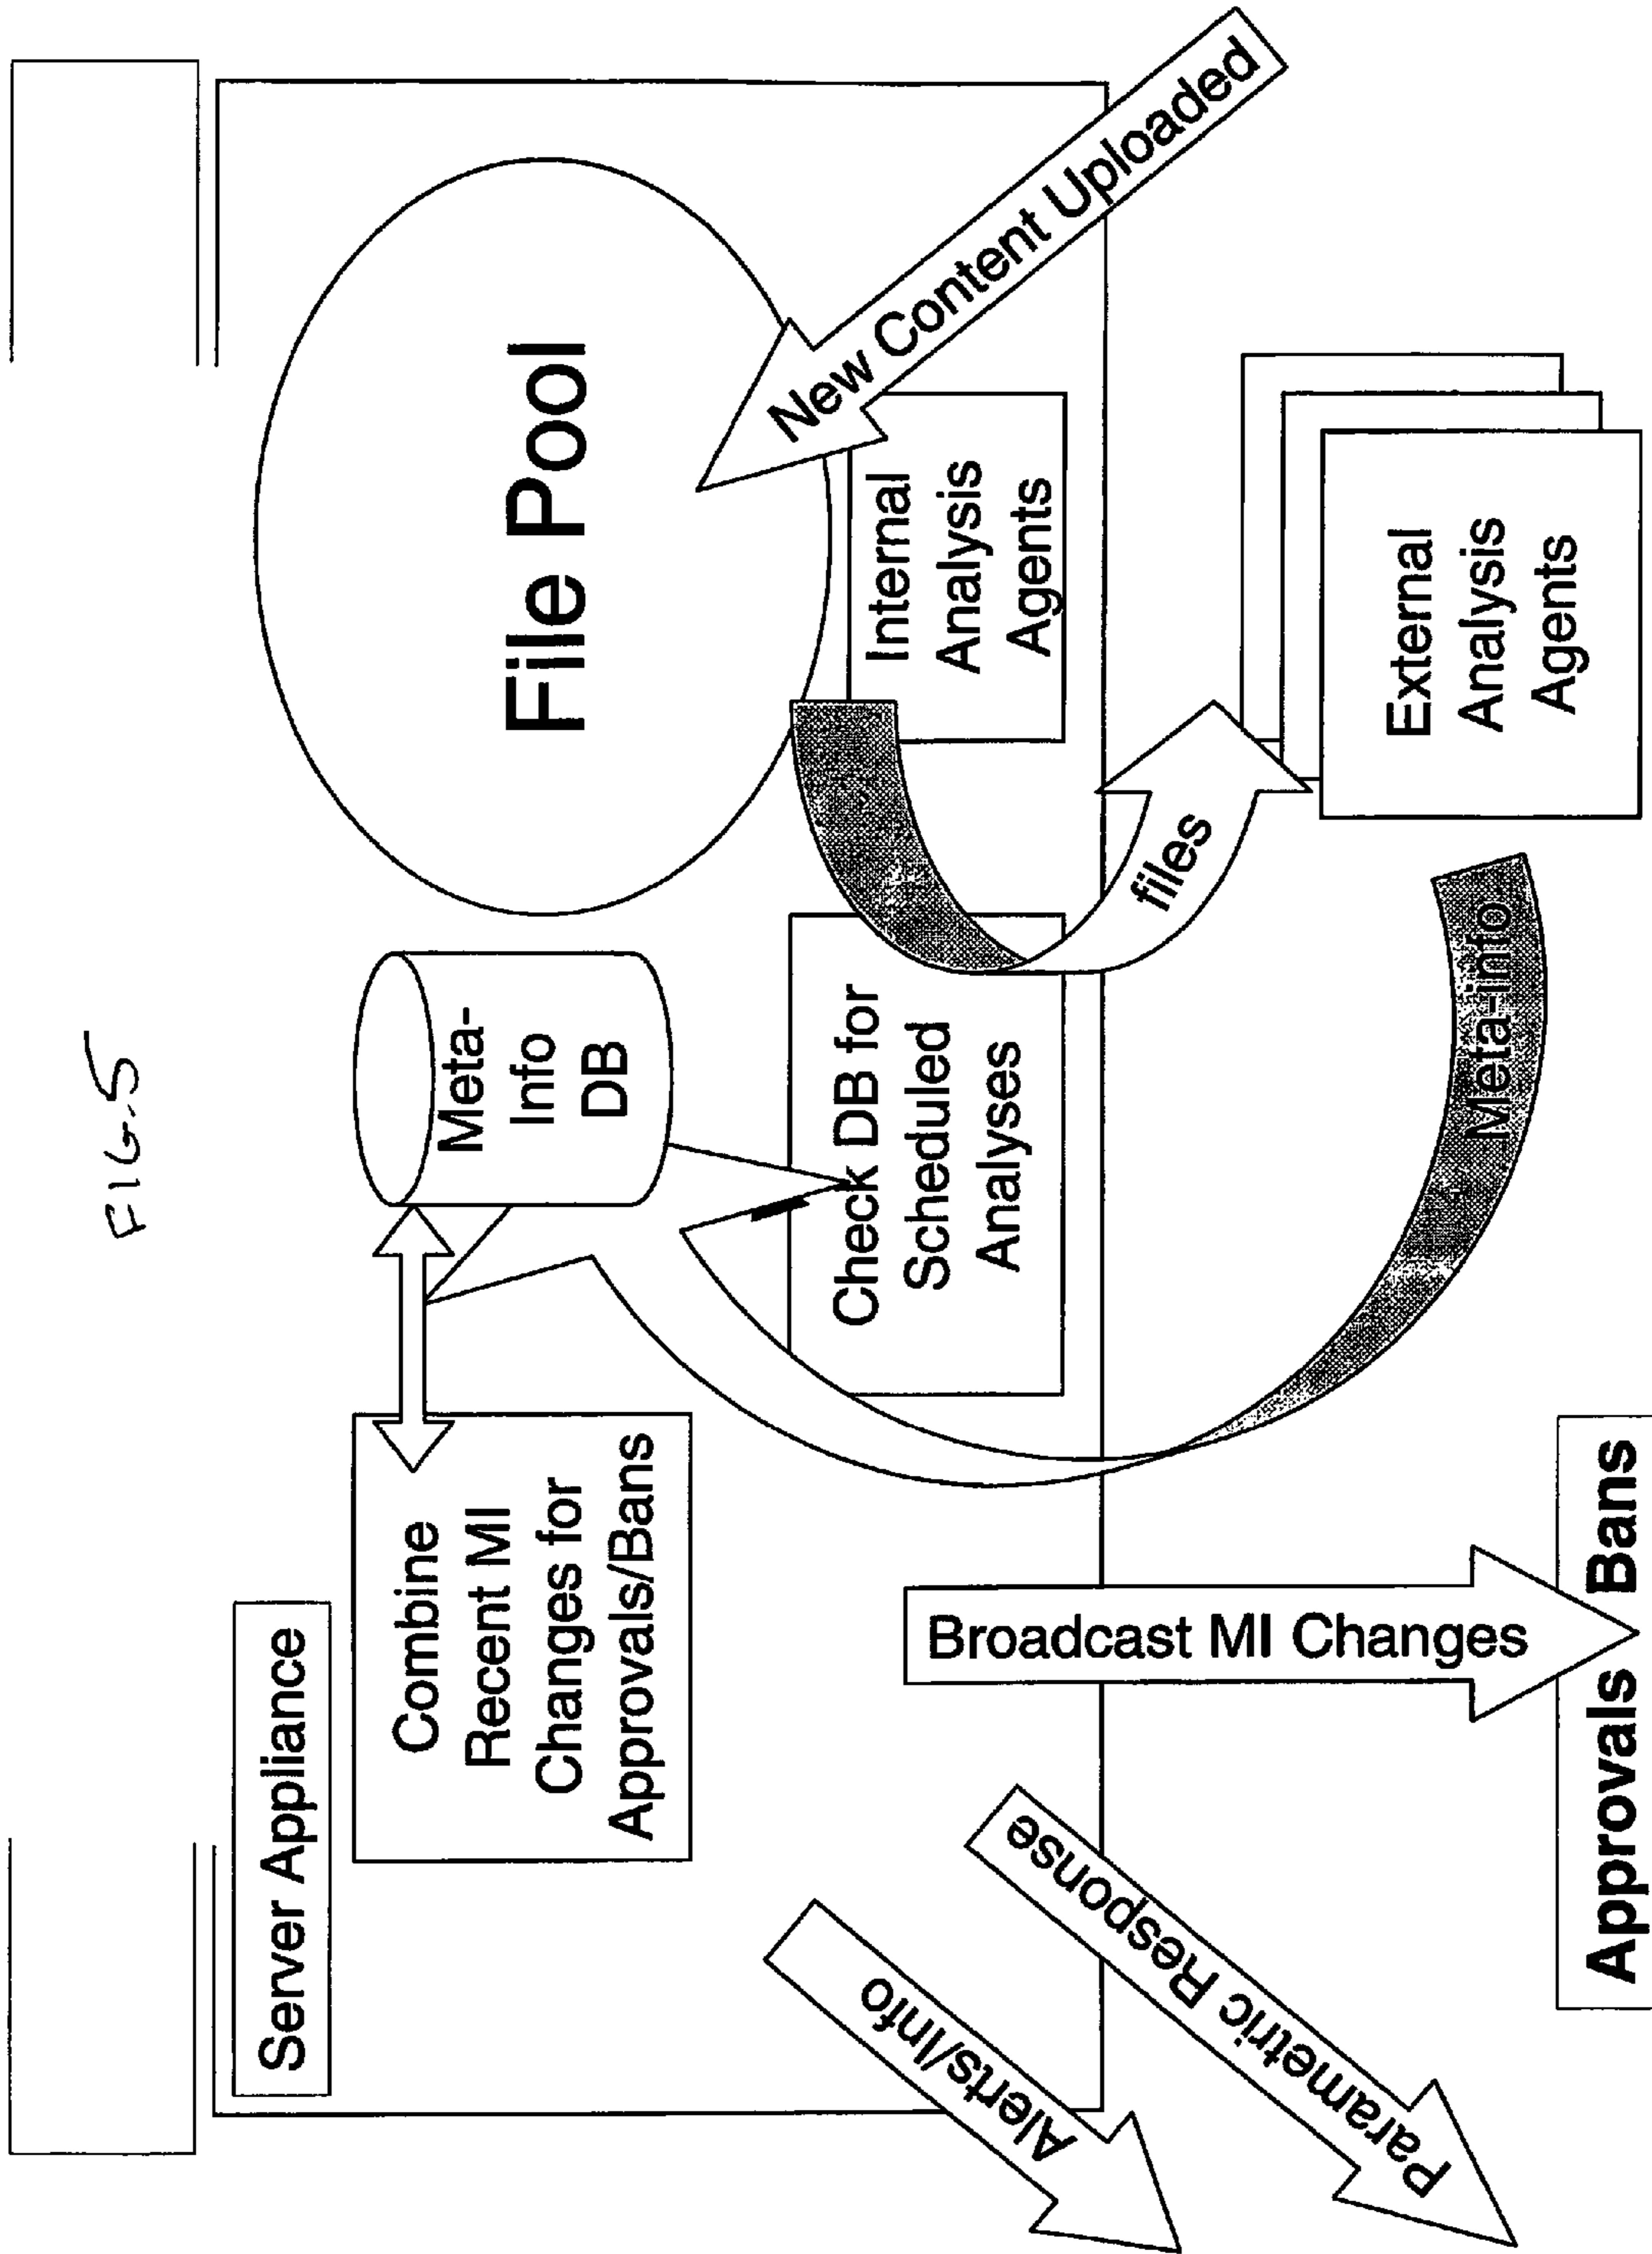 FIG.5
Server Appliance
Combine
Recent MI
Changes for
Approvals/Bans
Meta-
Info
DB
File Pool
Check DB for
Scheduled
Analyses
Internal
Analysis
Agents
New Content Uploaded
files
External
Analysis
Agents
Meta-info
Alerts/Info
Parametric Response
Broadcast MI Changes
Approvals Bans